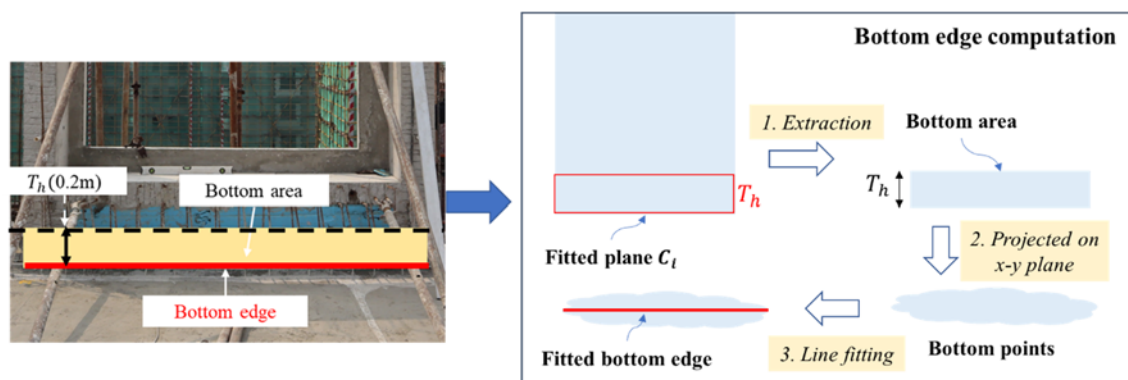 T_h(0.2m)
Bottom area
Bottom edge
Bottom edge computation
1. Extraction
Bottom area
T_h
T_h
Fitted plane C_i
2. Projected on
x-y plane
3. Line fitting
Fitted bottom edge
Bottom points